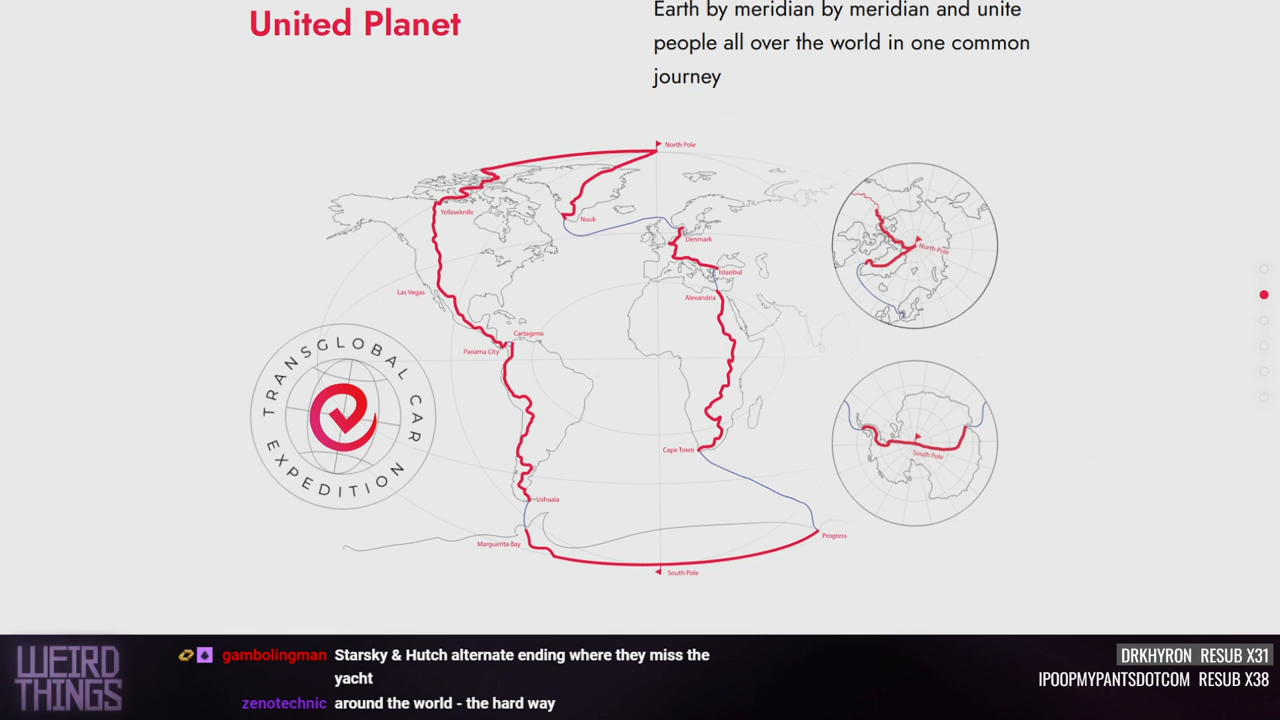 United Planet
Earth by meridian by meridian and unite
people all over the world in one common
journey
North Pole
Yellowknife
Nuuk
Denmark
Istanbul
Las Vegas
Alexandria
Cartagena
Panama City
Cape Town
Ushuaia
Marguerita Bay
Progress
South Pole
TRANSGLOBAL CAR
EXPEDITION
North Pole
South Pole
WEIRD
THINGS
gambolingman Starsky & Hutch alternate ending where they miss the
yacht
zenotechnic around the world - the hard way
DRKHYRON RESUB X31
IPOOPMYPANTSDOTCOM RESUB X38